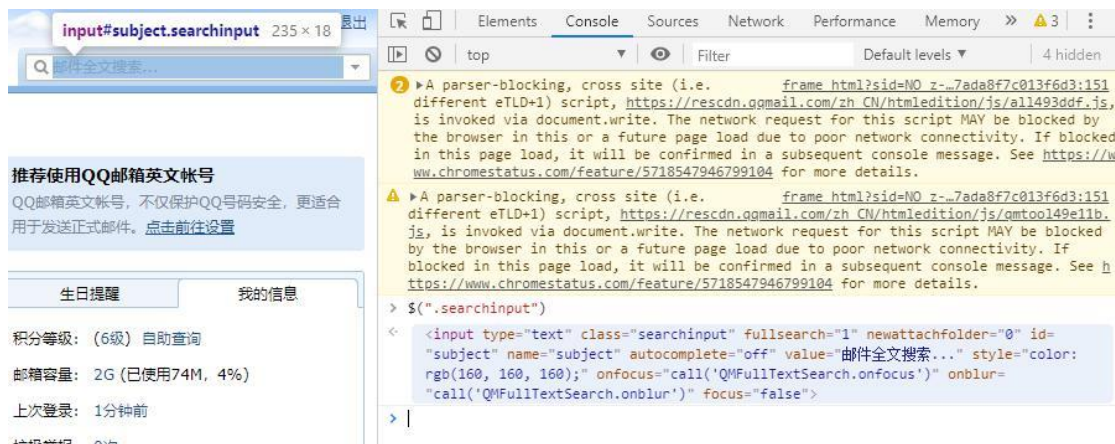 input#subject.searchinput 235 × 18
退出
邮件全文搜索...
推荐使用QQ邮箱英文帐号
QQ邮箱英文帐号，不仅保护QQ号码安全，更适合
用于发送正式邮件。点击前往设置
生日提醒 我的信息
积分等级： (6级) 自助查询
邮箱容量： 2G (已使用74M，4%)
上次登录： 1分钟前
Elements Console Sources Network Performance Memory » 3
top Filter Default levels ▼ 4 hidden
2 ▶A parser-blocking, cross site (i.e. frame html?sid=NO z-…7ada8f7c013f6d3:151
different eTLD+1) script, https://rescdn.qqmail.com/zh_CN/htmledition/js/all493ddf.js,
is invoked via document.write. The network request for this script MAY be blocked by
the browser in this or a future page load due to poor network connectivity. If blocked
in this page load, it will be confirmed in a subsequent console message. See https://w
ww.chromestatus.com/feature/5718547946799104 for more details.
▶A parser-blocking, cross site (i.e. frame html?sid=NO z-…7ada8f7c013f6d3:151
different eTLD+1) script, https://rescdn.qqmail.com/zh_CN/htmledition/js/qmtool49e11b.
js, is invoked via document.write. The network request for this script MAY be blocked
by the browser in this or a future page load due to poor network connectivity. If
blocked in this page load, it will be confirmed in a subsequent console message. See h
ttps://www.chromestatus.com/feature/5718547946799104 for more details.
> $(".searchinput")
<input type="text" class="searchinput" fullsearch="1" newattachfolder="0" id=
"subject" name="subject" autocomplete="off" value="邮件全文搜索..." style="color:
rgb(160, 160, 160);" onfocus="call('QMFullTextSearch.onfocus')" onblur=
"call('QMFullTextSearch.onblur')" focus="false">
>